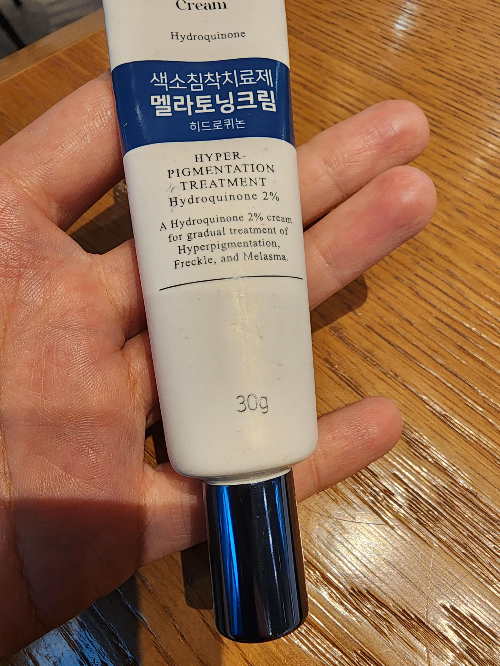 Cream
Hydroquinone
색소침착치료제
멜라토닝크림
히드로퀴논
HYPER-
PIGMENTATION
TREATMENT
Hydroquinone 2%
A Hydroquinone 2% cream
for gradual treatment of
Hyperpigmentation,
Freckle, and Melasma.
30g